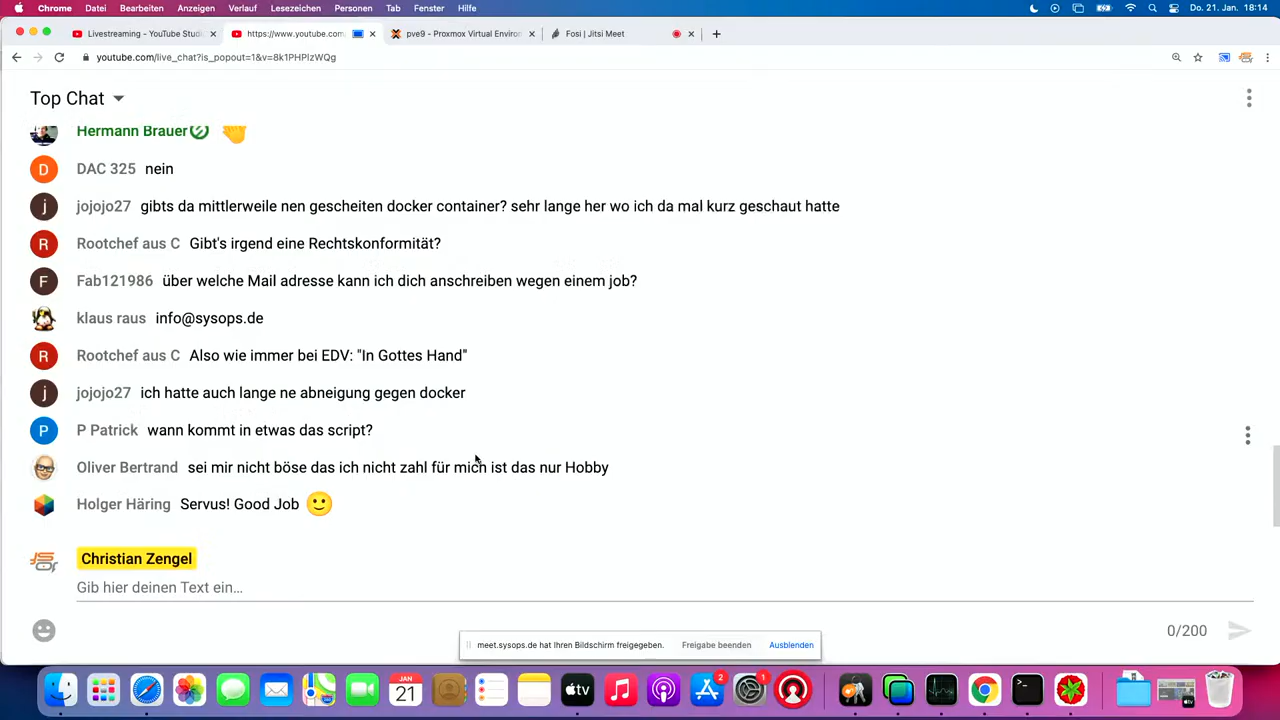 Chrome Datei Bearbeiten Anzeigen Verlauf Lesezeichen Personen Tab Fenster Hilfe Do. 21. Jan. 18:14
Livestreaming - YouTube Studi https://www.youtube.com pve9 - Proxmox Virtual Environ Fosi | Jitsi Meet
youtube.com/live_chat?is_popout=1&v=8k1PHPlzWQg
Top Chat
Hermann Brauer
D DAC 325 nein
j jojojo27 gibts da mittlerweile nen gescheiten docker container? sehr lange her wo ich da mal kurz geschaut hatte
R Rootchef aus C Gibt's irgend eine Rechtskonformität?
F Fab121986 über welche Mail adresse kann ich dich anschreiben wegen einem job?
klaus raus info@sysops.de
R Rootchef aus C Also wie immer bei EDV: "In Gottes Hand"
j jojojo27 ich hatte auch lange ne abneigung gegen docker
P P Patrick wann kommt in etwas das script?
Oliver Bertrand sei mir nicht böse das ich nicht zahl für mich ist das nur Hobby
Holger Häring Servus! Good Job 🙂
Christian Zengel
Gib hier deinen Text ein...
0/200
meet.sysops.de hat Ihren Bildschirm freigegeben. Freigabe beenden Ausblenden
JAN
21
tv
2
1